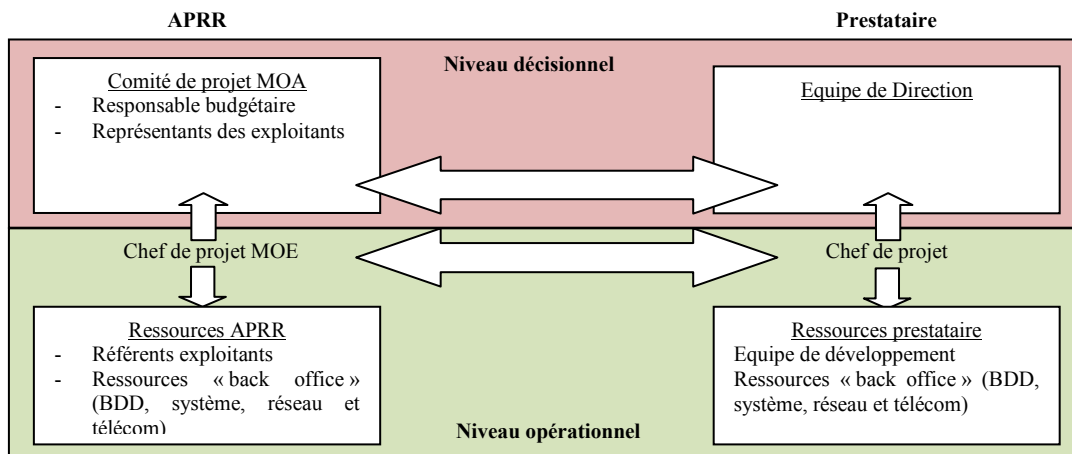 APRR
Prestataire
Niveau décisionnel
Comité de projet MOA
- Responsable budgétaire
- Représentants des exploitants
Equipe de Direction
Chef de projet MOE
Chef de projet
Ressources APRR
- Référents exploitants
- Ressources « back office »
(BDD, système, réseau et
télécom)
Ressources prestataire
Equipe de développement
Ressources « back office » (BDD,
système, réseau et télécom)
Niveau opérationnel